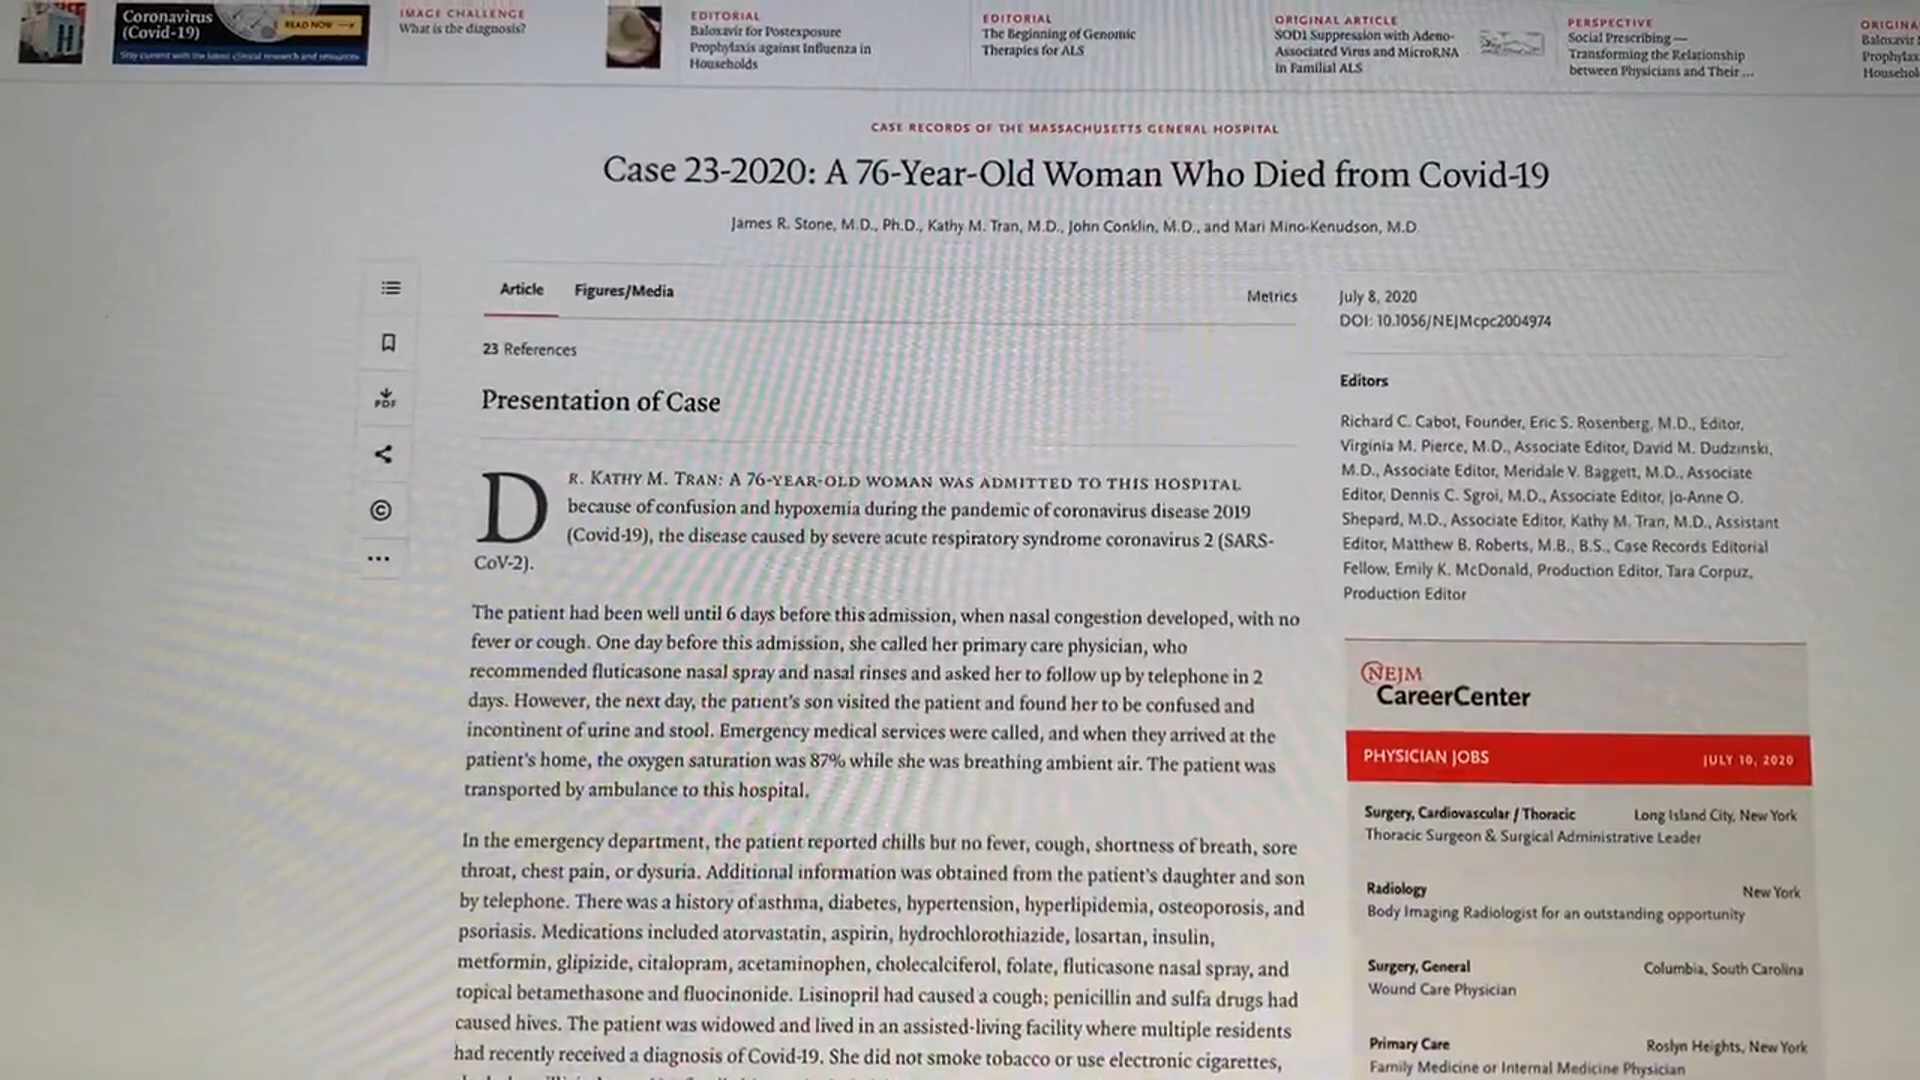 Coronavirus
(Covid-19)
READ NOW
Stay current with the latest clinical research and resources
IMAGE CHALLENGE
What is the diagnosis?
EDITORIAL
Baloxavir for Postexposure
Prophylaxis against Influenza in
Households
EDITORIAL
The Beginning of Genomic
Therapies for ALS
ORIGINAL ARTICLE
SOD1 Suppression with Adeno-
Associated Virus and MicroRNA
in Familial ALS
PERSPECTIVE
Social Prescribing —
Transforming the Relationship
between Physicians and Their ...
ORIGINA
Baloxavir
Prophylax
Househol
CASE RECORDS OF THE MASSACHUSETTS GENERAL HOSPITAL
Case 23-2020: A 76-Year-Old Woman Who Died from Covid-19
James R. Stone, M.D., Ph.D., Kathy M. Tran, M.D., John Conklin, M.D., and Mari Mino-Kenudson, M.D.
Article Figures/Media Metrics
PDF
23 References
Presentation of Case
DR. KATHY M. TRAN: A 76-YEAR-OLD WOMAN WAS ADMITTED TO THIS HOSPITAL
because of confusion and hypoxemia during the pandemic of coronavirus disease 2019
(Covid-19), the disease caused by severe acute respiratory syndrome coronavirus 2 (SARS-
CoV-2).
The patient had been well until 6 days before this admission, when nasal congestion developed, with no
fever or cough. One day before this admission, she called her primary care physician, who
recommended fluticasone nasal spray and nasal rinses and asked her to follow up by telephone in 2
days. However, the next day, the patient's son visited the patient and found her to be confused and
incontinent of urine and stool. Emergency medical services were called, and when they arrived at the
patient's home, the oxygen saturation was 87% while she was breathing ambient air. The patient was
transported by ambulance to this hospital.
In the emergency department, the patient reported chills but no fever, cough, shortness of breath, sore
throat, chest pain, or dysuria. Additional information was obtained from the patient's daughter and son
by telephone. There was a history of asthma, diabetes, hypertension, hyperlipidemia, osteoporosis, and
psoriasis. Medications included atorvastatin, aspirin, hydrochlorothiazide, losartan, insulin,
metformin, glipizide, citalopram, acetaminophen, cholecalciferol, folate, fluticasone nasal spray, and
topical betamethasone and fluocinonide. Lisinopril had caused a cough; penicillin and sulfa drugs had
caused hives. The patient was widowed and lived in an assisted-living facility where multiple residents
had recently received a diagnosis of Covid-19. She did not smoke tobacco or use electronic cigarettes,
July 8, 2020
DOI: 10.1056/NEJMcpc2004974
Editors
Richard C. Cabot, Founder, Eric S. Rosenberg, M.D., Editor,
Virginia M. Pierce, M.D., Associate Editor, David M. Dudzinski,
M.D., Associate Editor, Meridale V. Baggett, M.D., Associate
Editor, Dennis C. Sgroi, M.D., Associate Editor, Jo-Anne O.
Shepard, M.D., Associate Editor, Kathy M. Tran, M.D., Assistant
Editor, Matthew B. Roberts, M.B., B.S., Case Records Editorial
Fellow, Emily K. McDonald, Production Editor, Tara Corpuz,
Production Editor
NEJM
CareerCenter
PHYSICIAN JOBS JULY 10, 2020
Surgery, Cardiovascular / Thoracic Long Island City, New York
Thoracic Surgeon & Surgical Administrative Leader
Radiology New York
Body Imaging Radiologist for an outstanding opportunity
Surgery, General Columbia, South Carolina
Wound Care Physician
Primary Care Roslyn Heights, New York
Family Medicine or Internal Medicine Physician